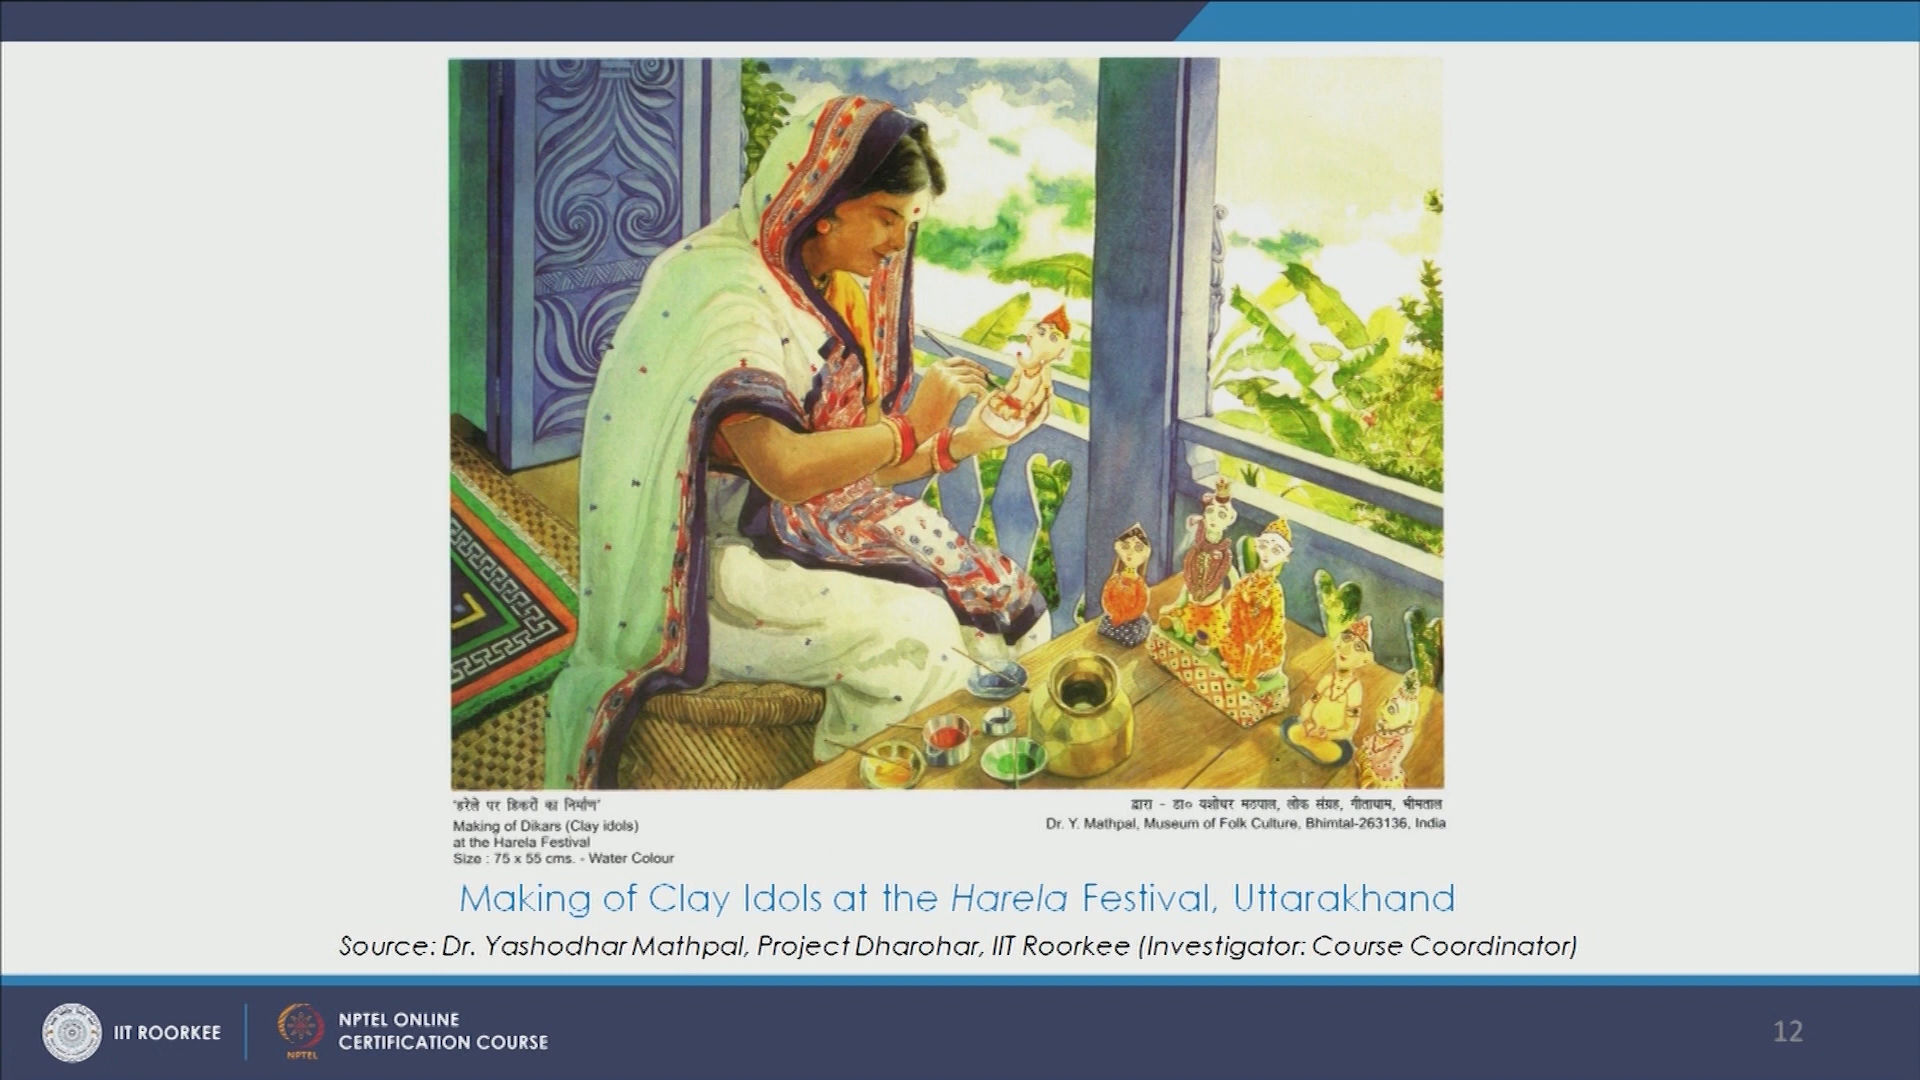 'हरेले पर डिकरों का निर्माण'
Making of Dikars (Clay idols)
at the Harela Festival
Size : 75 x 55 cms. - Water Colour
द्वारा - डा० यशोधर मठपाल, लोक संग्रह, गीताधाम, भीमताल
Dr. Y. Mathpal, Museum of Folk Culture, Bhimtal-263136, India
Making of Clay Idols at the Harela Festival, Uttarakhand
Source: Dr. Yashodhar Mathpal, Project Dharohar, IIT Roorkee (Investigator: Course Coordinator)
IIT ROORKEE
NPTEL
NPTEL ONLINE
CERTIFICATION COURSE
12